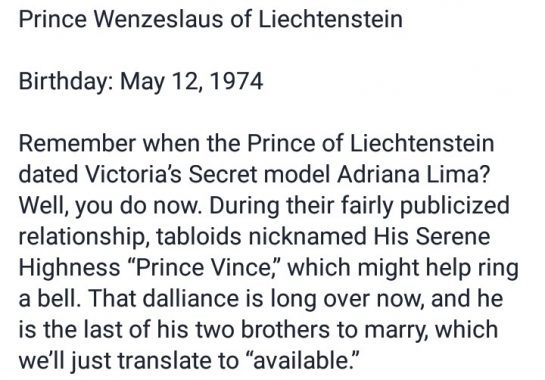 Prince Wenzeslaus of Liechtenstein
Birthday: May 12, 1974
Remember when the Prince of Liechtenstein
dated Victoria’s Secret model Adriana Lima?
Well, you do now. During their fairly publicized
relationship, tabloids nicknamed His Serene
Highness “Prince Vince,” which might help ring
a bell. That dalliance is long over now, and he
is the last of his two brothers to marry, which
we’ll just translate to “available.”